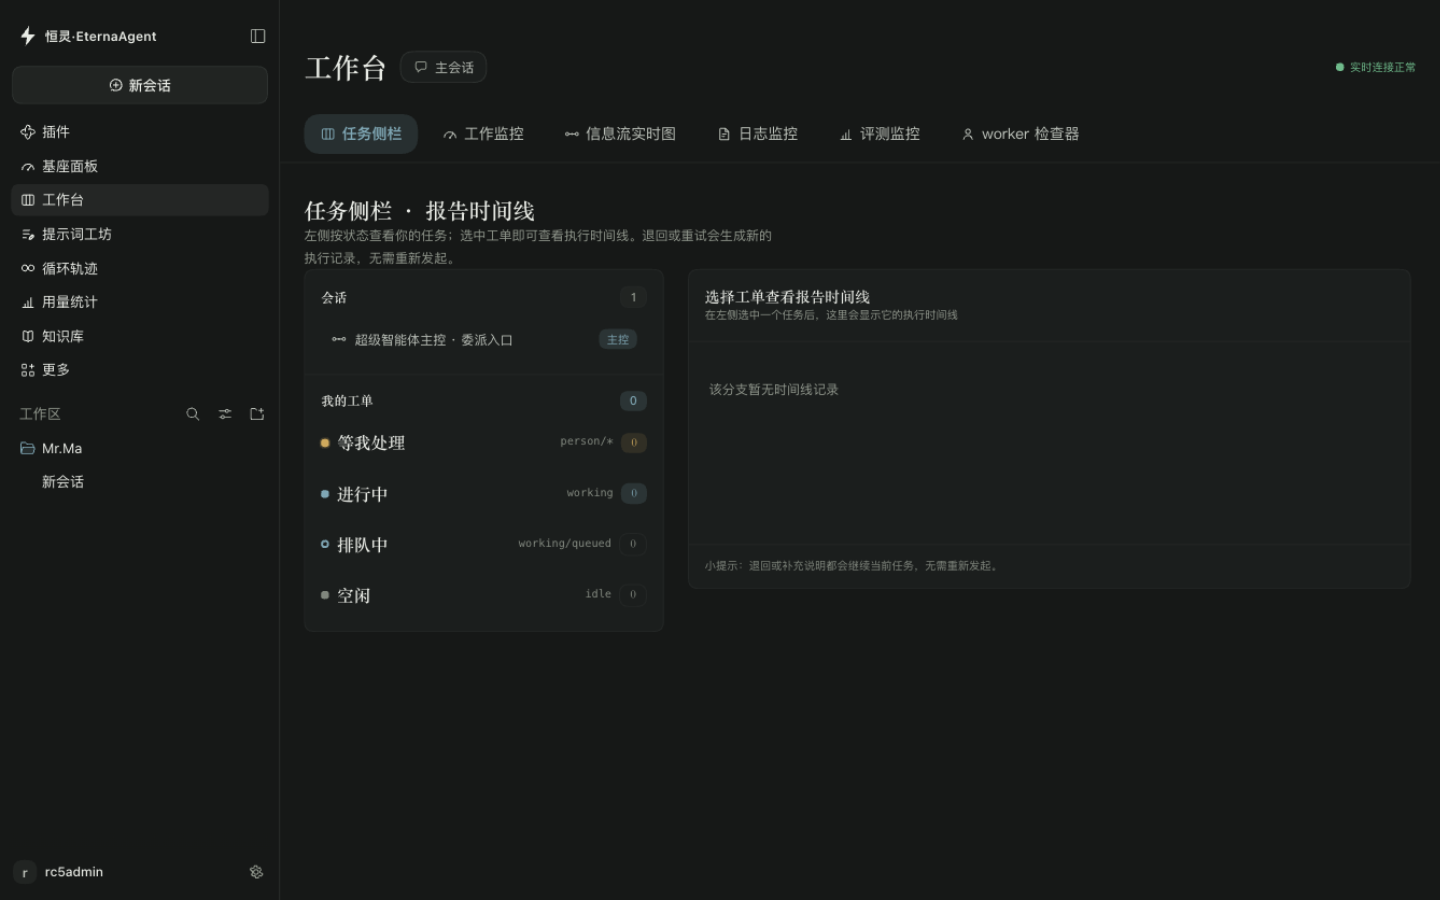 恒灵·EternaAgent
新会话
插件
基座面板
工作台
提示词工坊
循环轨迹
用量统计
知识库
更多
工作区
Mr.Ma
新会话
r rc5admin
工作台 主会话
实时连接正常
任务侧栏 工作监控 信息流实时图 日志监控 评测监控 worker 检查器
任务侧栏 · 报告时间线
左侧按状态查看你的任务；选中工单即可查看执行时间线。退回或重试会生成新的
执行记录，无需重新发起。
会话 1
超级智能体主控 · 委派入口 主控
我的工单 0
等我处理 person/* 0
进行中 working 0
排队中 working/queued 0
空闲 idle 0
选择工单查看报告时间线
在左侧选中一个任务后，这里会显示它的执行时间线
该分支暂无时间线记录
小提示：退回或补充说明都会继续当前任务，无需重新发起。